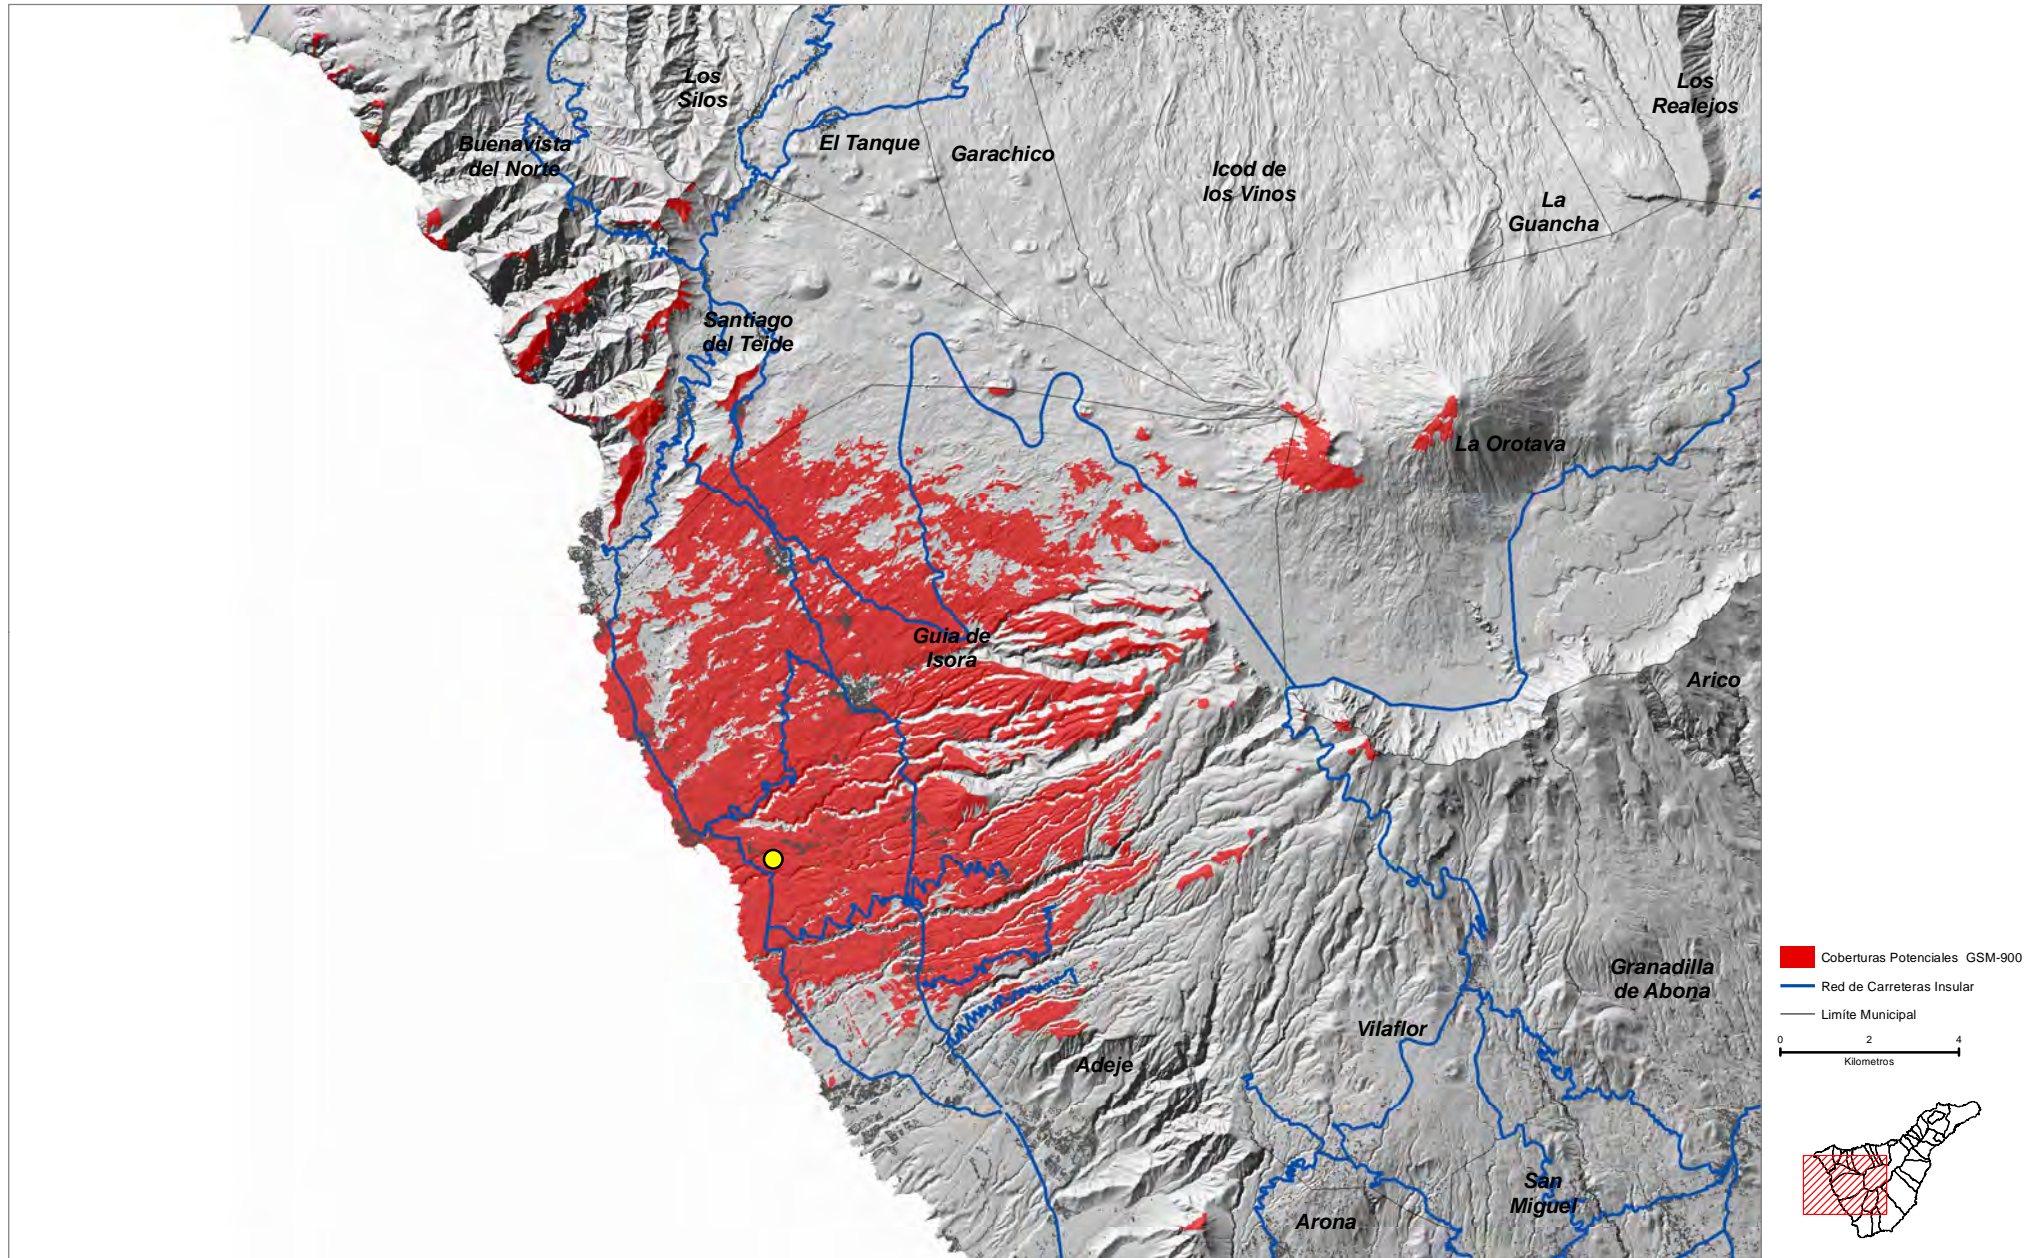 Los
Silos
Los
Realejos
Buenavista
del Norte
El Tanque
Garachico
Icod de
los Vinos
La
Guancha
Santiago
del Teide
La Orotava
Guia de
Isora
Arico
Granadilla
de Abona
Vilaflor
Adeje
San
Miguel
Arona
Coberturas Potenciales GSM-900
Red de Carreteras Insular
Limíte Municipal
0 2 4
Kilometros